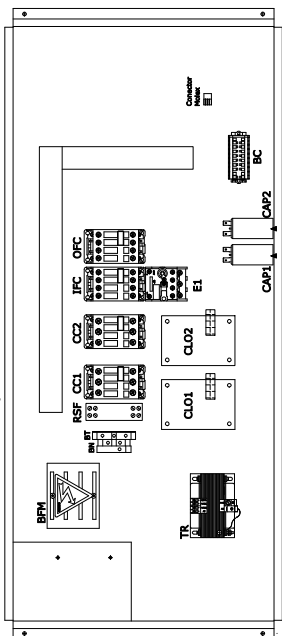 Conector
Molex
BC
CAP2
CAP1
OFC
IFC
E1
CC2
CLO2
CC1
CLO1
RSF
BT
BN
BFM
TR